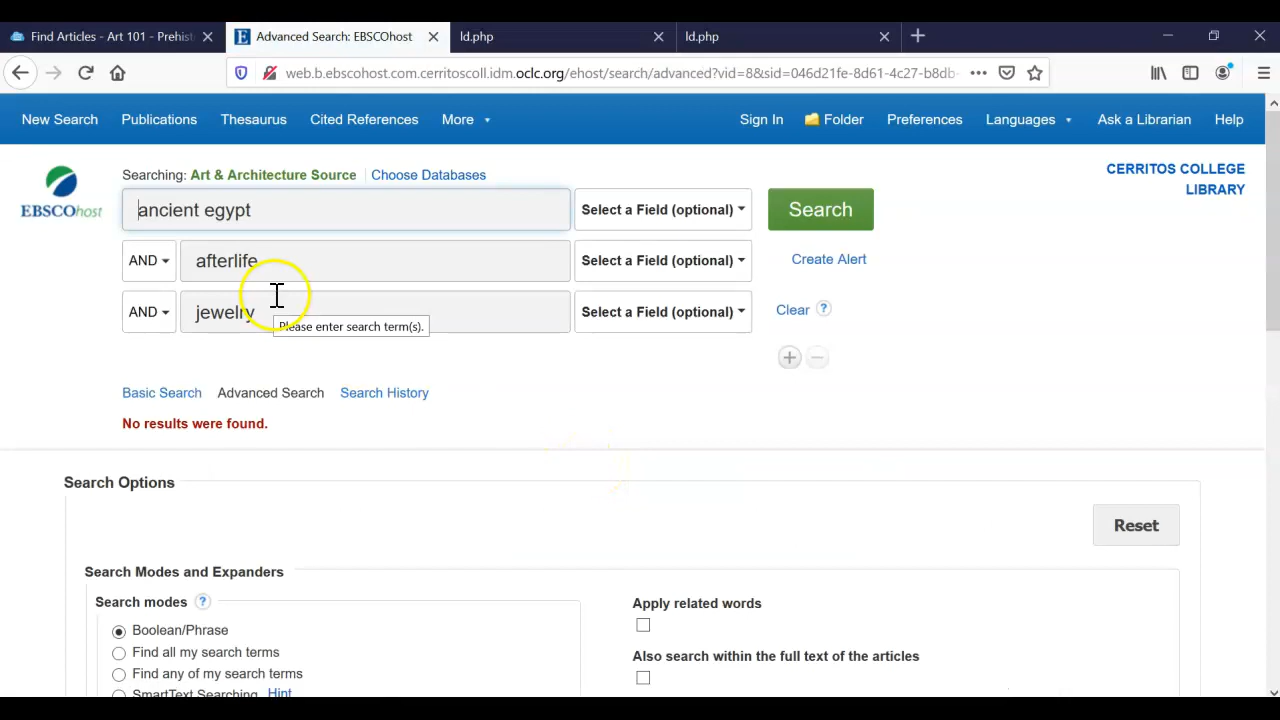 Find Articles - Art 101 - Prehist
Advanced Search: EBSCOhost
ld.php
ld.php
web.b.ebscohost.com.cerritoscoll.idm.oclc.org/ehost/search/advanced?vid=8&sid=046d21fe-8d61-4c27-b8db-
New Search Publications Thesaurus Cited References More Sign In Folder Preferences Languages Ask a Librarian Help
Searching: Art & Architecture Source Choose Databases
CERRITOS COLLEGE
LIBRARY
EBSCOhost
ancient egypt Select a Field (optional) Search
AND afterlife Select a Field (optional) Create Alert
AND jewelry Select a Field (optional) Clear ?
Please enter search term(s).
Basic Search Advanced Search Search History
No results were found.
Search Options
Reset
Search Modes and Expanders
Search modes ? Apply related words
Boolean/Phrase
Find all my search terms
Also search within the full text of the articles
Find any of my search terms
SmartText Searching Hint